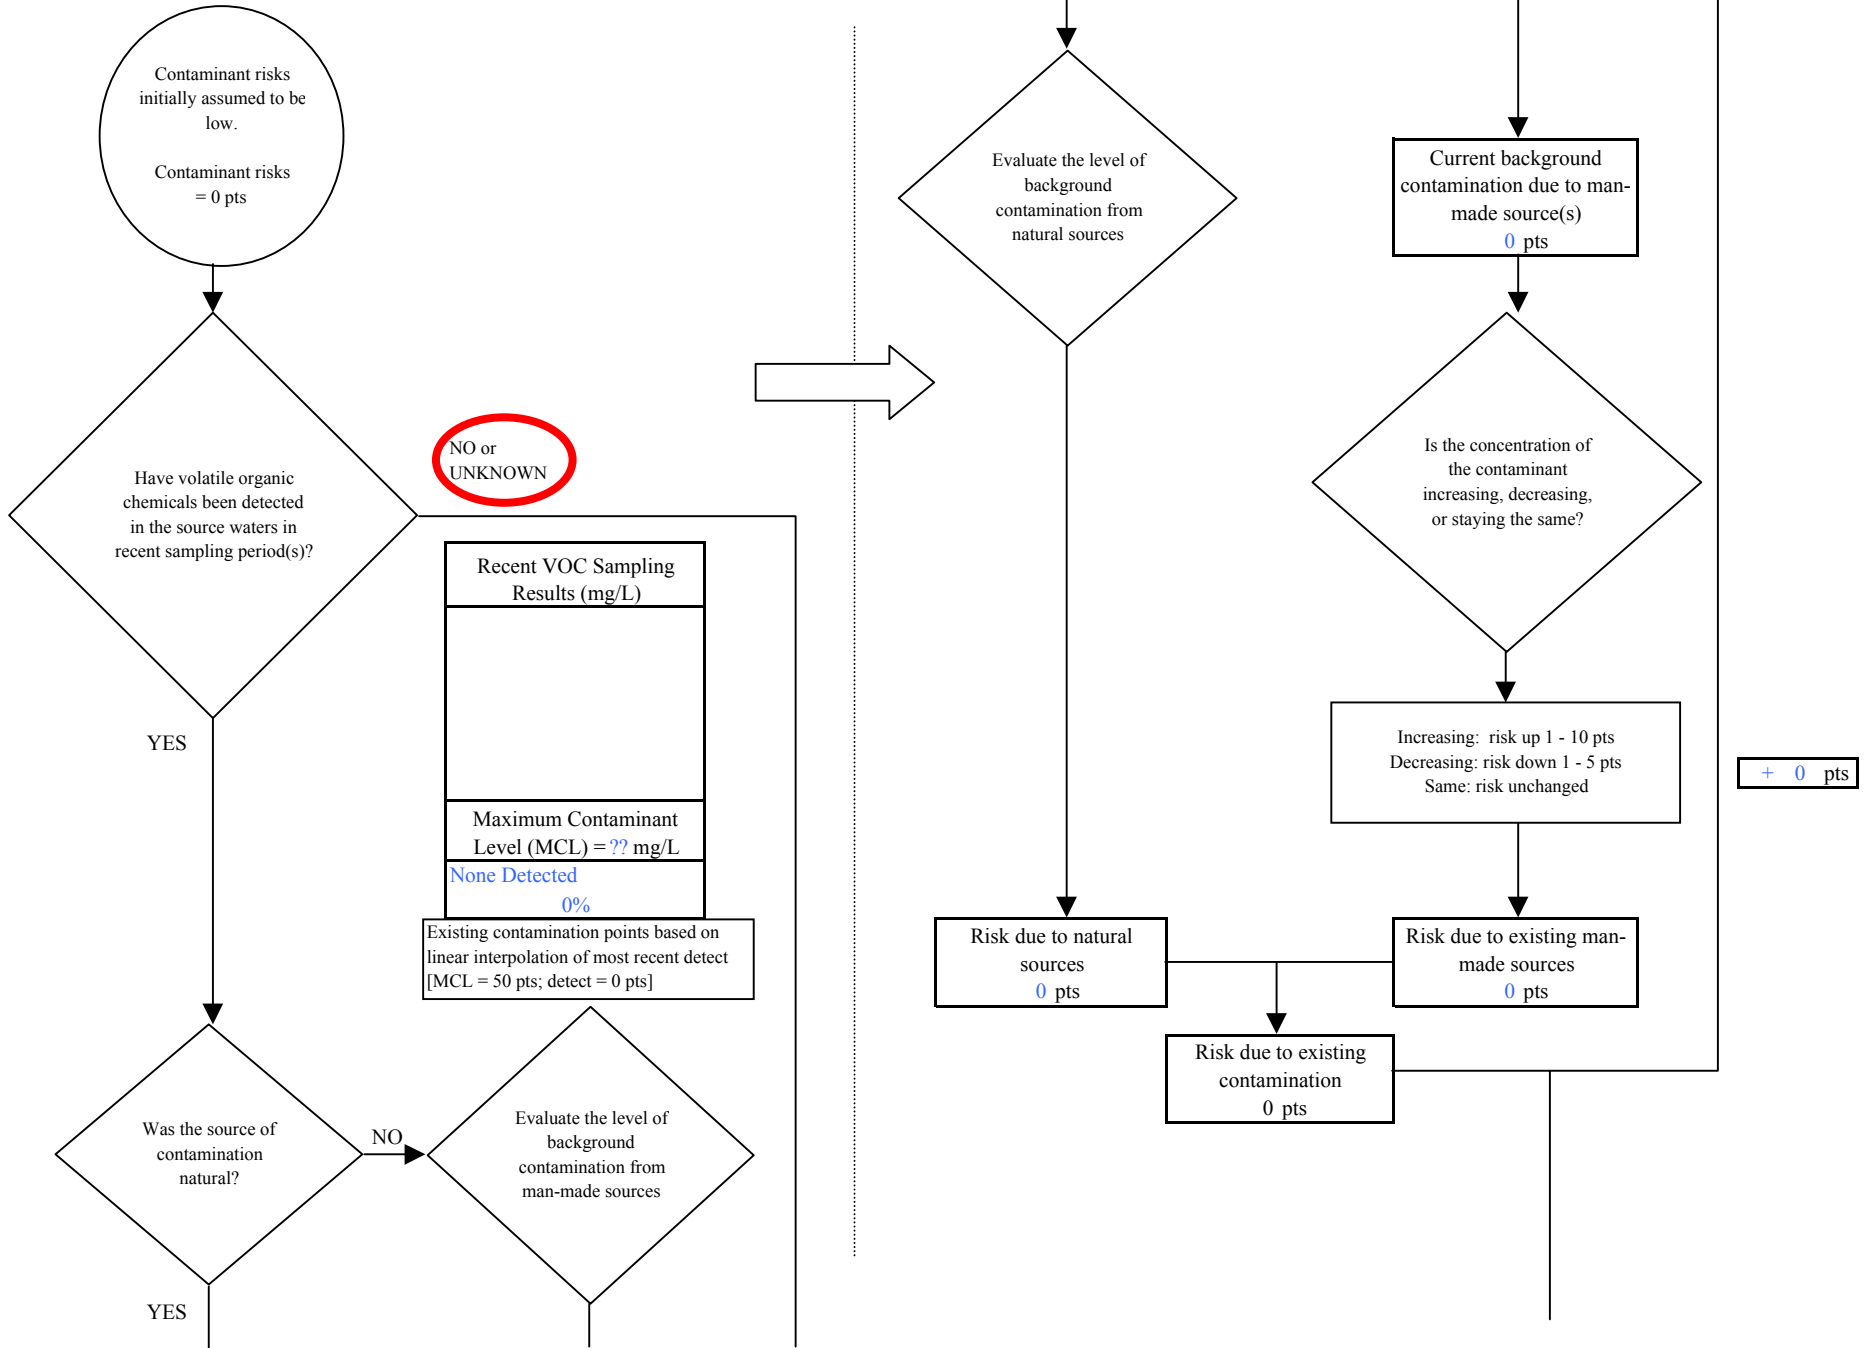 Contaminant risks
initially assumed to be
low.
Contaminant risks
= 0 pts
Have volatile organic
chemicals been detected
in the source waters in
recent sampling period(s)?
NO or
UNKNOWN
YES
Recent VOC Sampling
Results (mg/L)
Maximum Contaminant
Level (MCL) = ?? mg/L
None Detected
0%
Existing contamination points based on
linear interpolation of most recent detect
[MCL = 50 pts; detect = 0 pts]
Was the source of
contamination
natural?
NO
Evaluate the level of
background
contamination from
man-made sources
YES
Evaluate the level of
background
contamination from
natural sources
Current background
contamination due to man-
made source(s)
0 pts
Is the concentration of
the contaminant
increasing, decreasing,
or staying the same?
Increasing: risk up 1 - 10 pts
Decreasing: risk down 1 - 5 pts
Same: risk unchanged
+ 0 pts
Risk due to natural
sources
0 pts
Risk due to existing man-
made sources
0 pts
Risk due to existing
contamination
0 pts